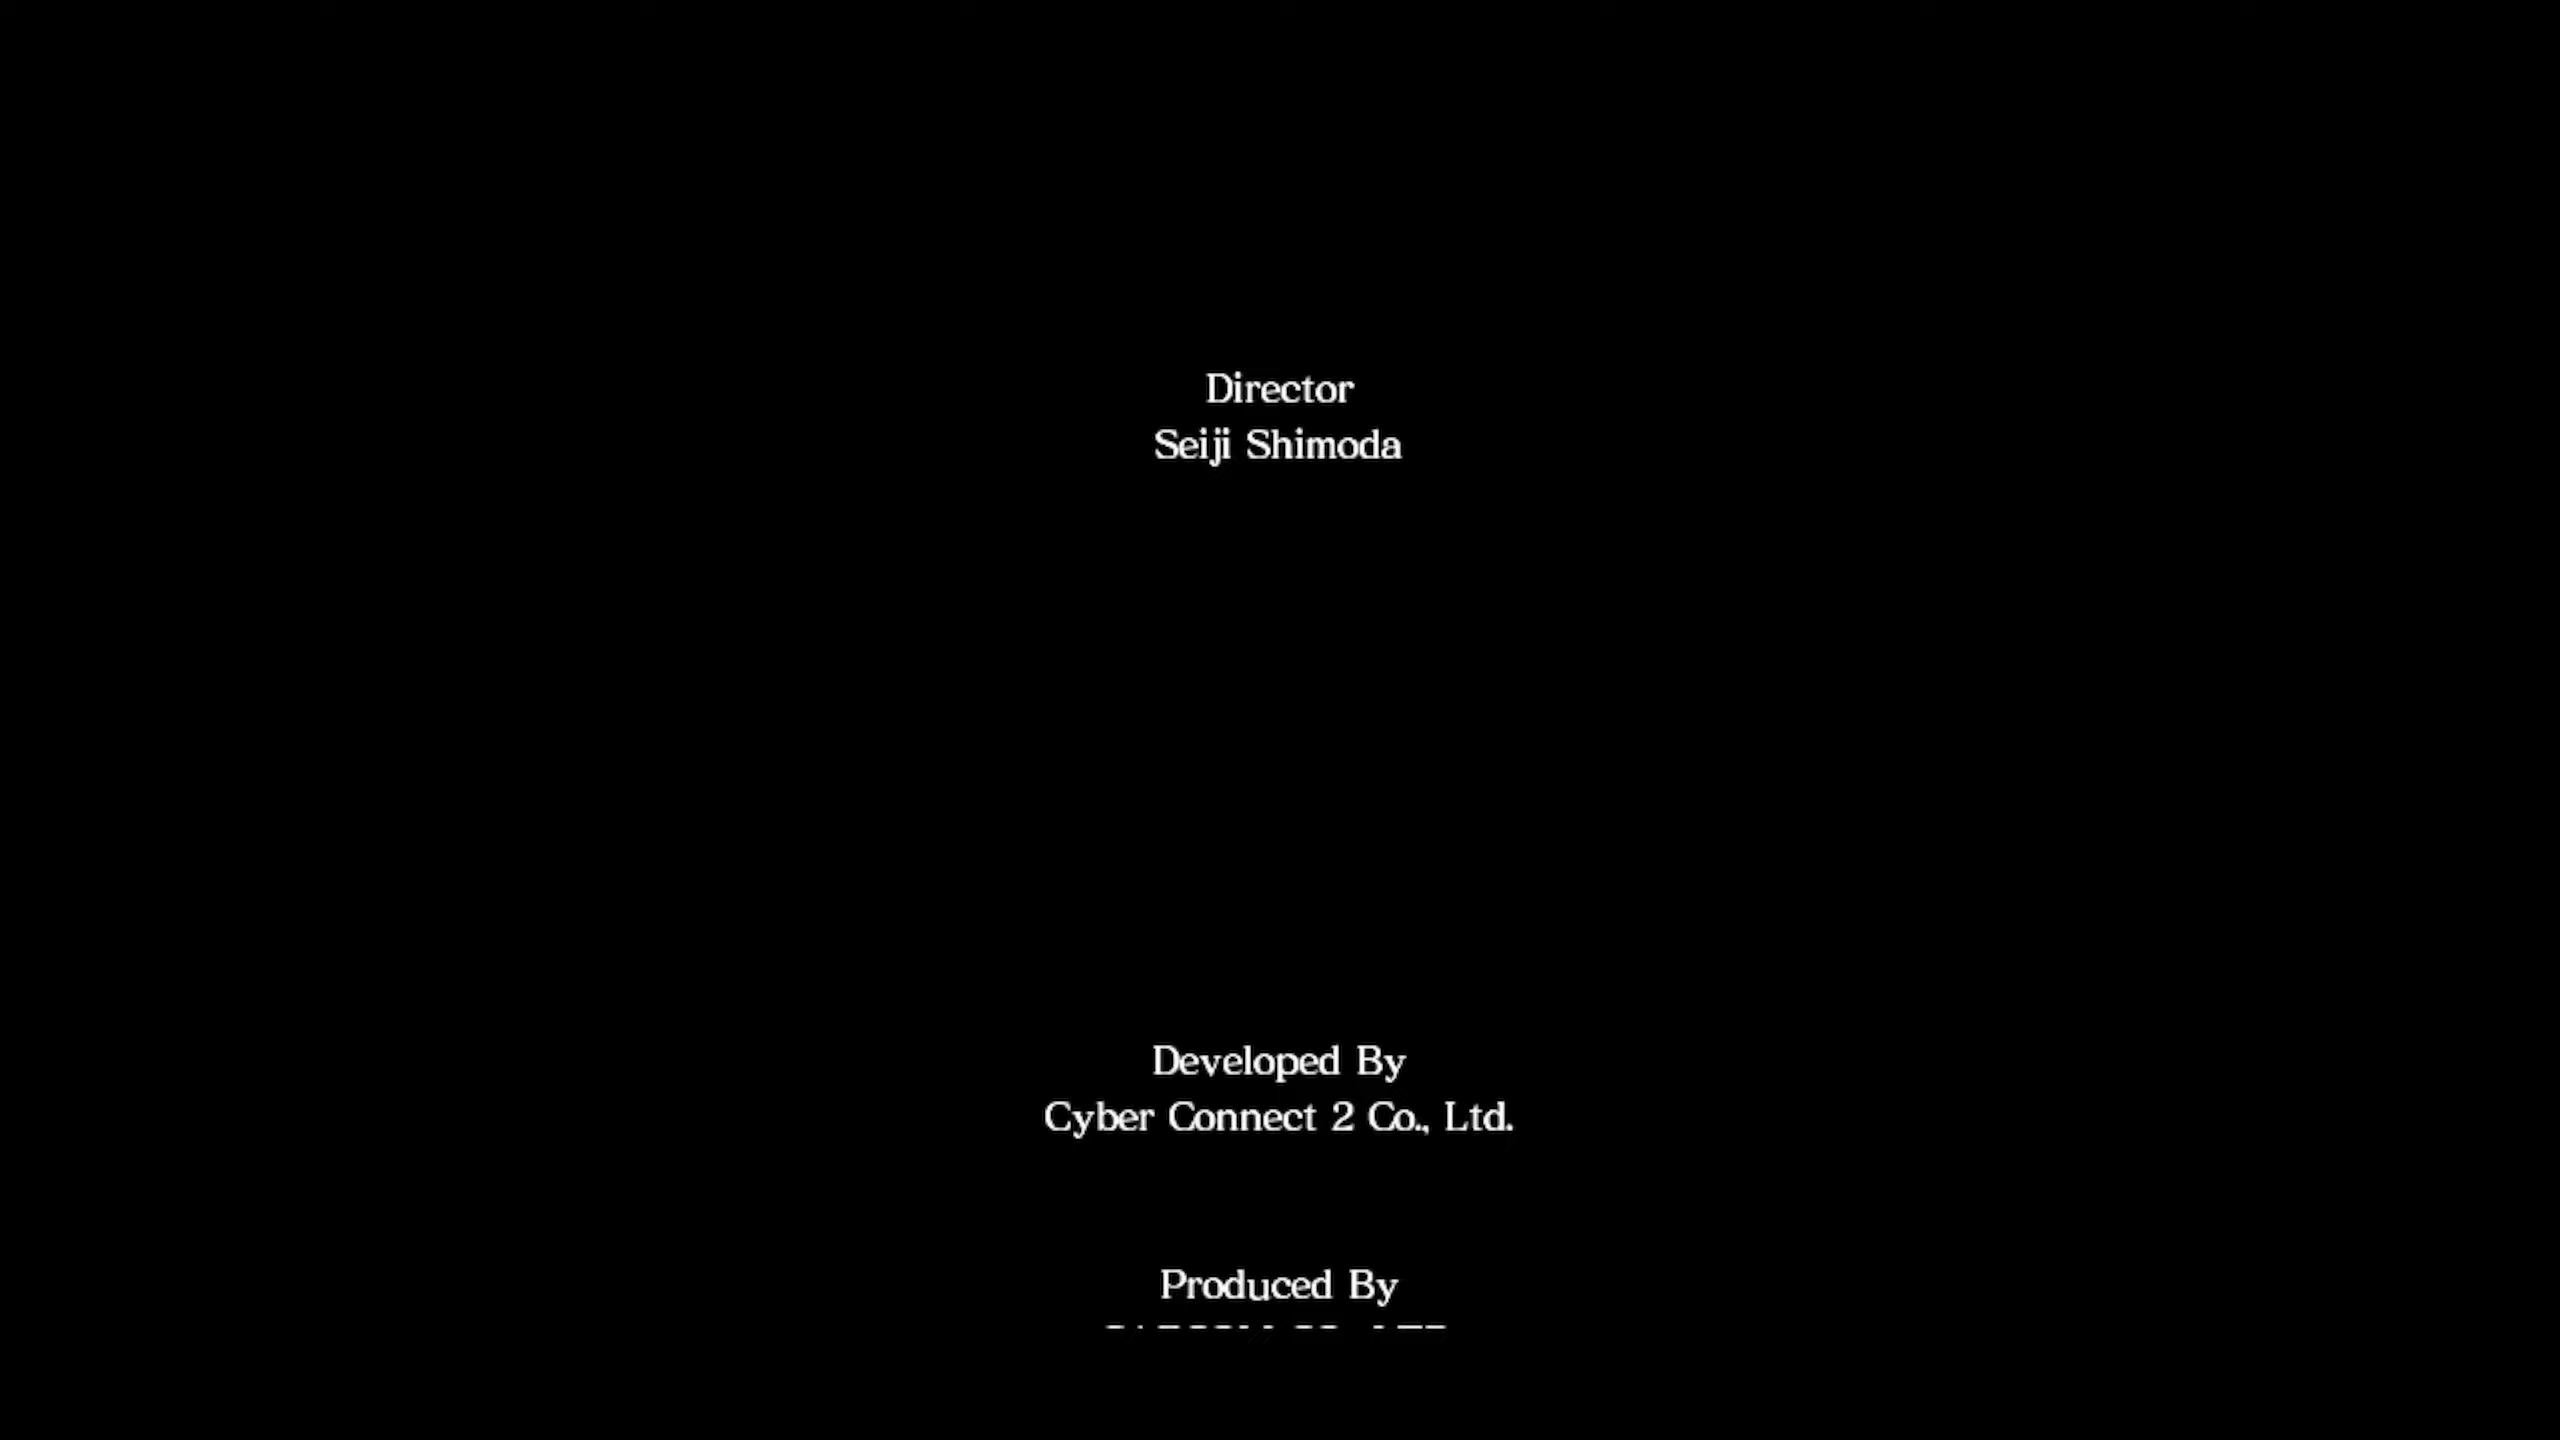 Director
Seiji Shimoda
Developed By
Cyber Connect 2 Co., Ltd.
Produced By